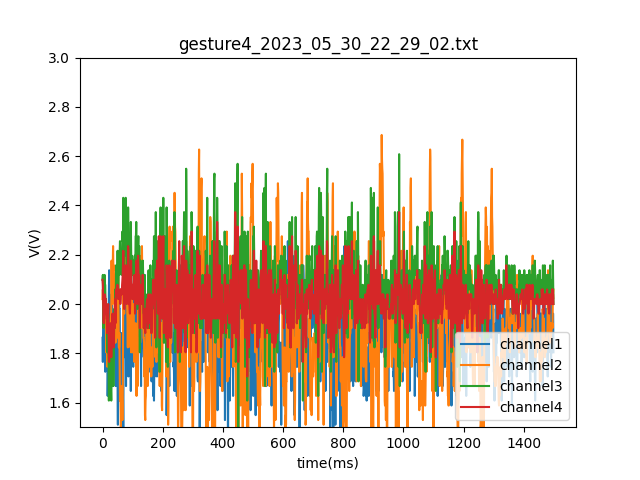 gesture4_2023_05_30_22_29_02.txt
3.0
2.8
2.6
2.4
2.2
2.0
1.8
1.6
V(V)
channel1
channel2
channel3
channel4
0 200 400 600 800 1000 1200 1400
time(ms)